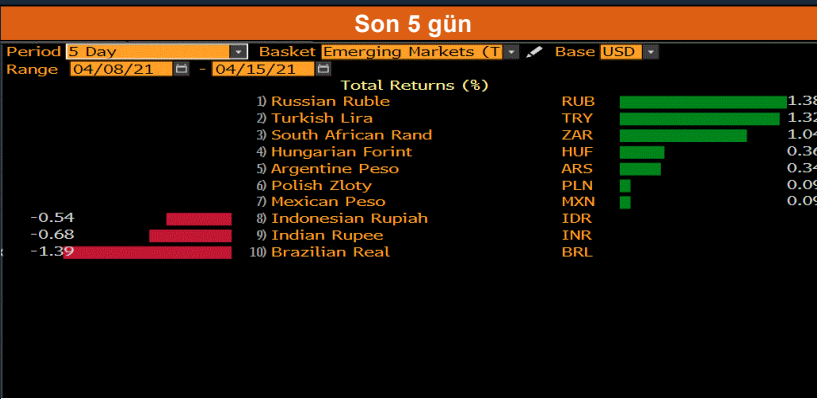 Son 5 gün
Period 5 Day Basket Emerging Markets (T Base USD
Range 04/08/21 - 04/15/21
Total Returns (%)
1) Russian Ruble RUB 1.38
2) Turkish Lira TRY 1.32
3) South African Rand ZAR 1.04
4) Hungarian Forint HUF 0.36
5) Argentine Peso ARS 0.34
6) Polish Zloty PLN 0.09
7) Mexican Peso MXN 0.09
-0.54 8) Indonesian Rupiah IDR
-0.68 9) Indian Rupee INR
-1.39 10) Brazilian Real BRL